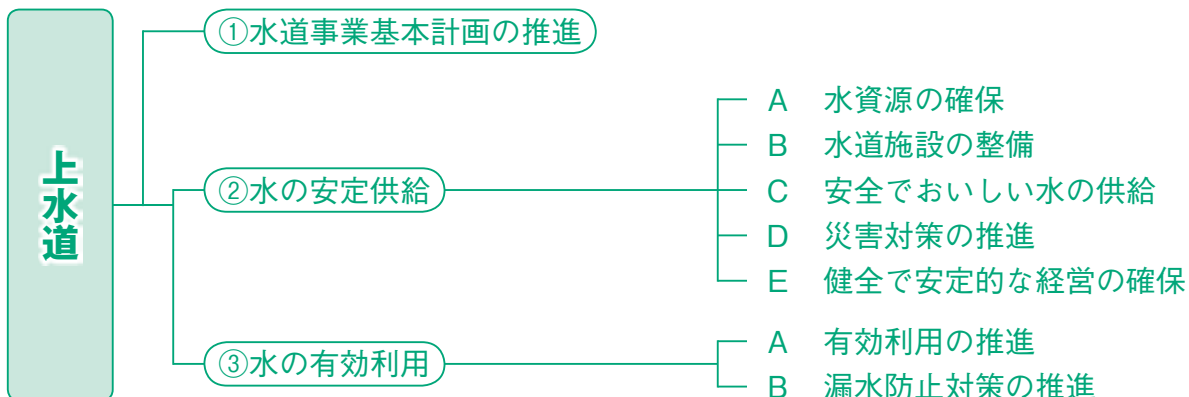 上水道
①水道事業基本計画の推進
②水の安定供給
A 水資源の確保
B 水道施設の整備
C 安全でおいしい水の供給
D 災害対策の推進
E 健全で安定的な経営の確保
③水の有効利用
A 有効利用の推進
B 漏水防止対策の推進